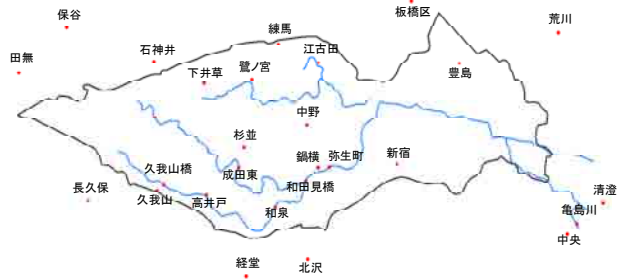 板橋区
保谷
荒川
練馬
江古田
石神井
田無
下井草
鷺ノ宮
豊島
中野
杉並
鍋横
弥生町
新宿
久我山橋
成田東
和田見橋
長久保
久我山
高井戸
和泉
清澄
亀島川
中央
経堂
北沢